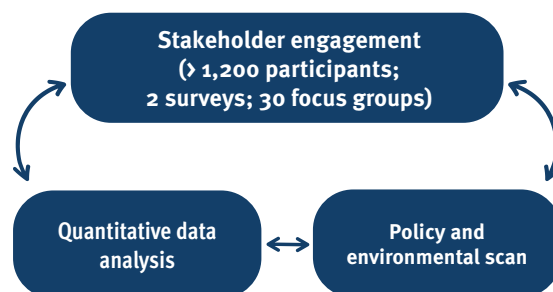 Stakeholder engagement
(> 1,200 participants;
2 surveys; 30 focus groups)
Quantitative data
analysis
Policy and
environmental scan